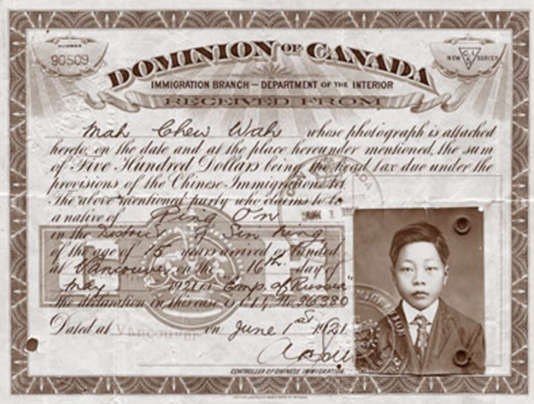 NUMBER
90509
DOMINION OF CANADA
IMMIGRATION BRANCH — DEPARTMENT OF THE INTERIOR
NEW C.I. SERIES
RECEIVED FROM
Mah Chew Wah whose photograph is attached
hereto, on the date and at the place hereunder mentioned, the sum
of Five Hundred Dollars being the head tax due under the
provisions of the Chinese Immigration Act.
The above mentioned party who claims to be
a native of Ping On
in the District of Sun Ning
of the age of 15 years arrived or landed
at Vancouver on the 16th day of
May 1921 ex "Emp. of Russia"
The declaration in this case is C.I.4, No. 36380
Dated at VANCOUVER on June 1st 1921.
CONTROLLER OF CHINESE IMMIGRATION